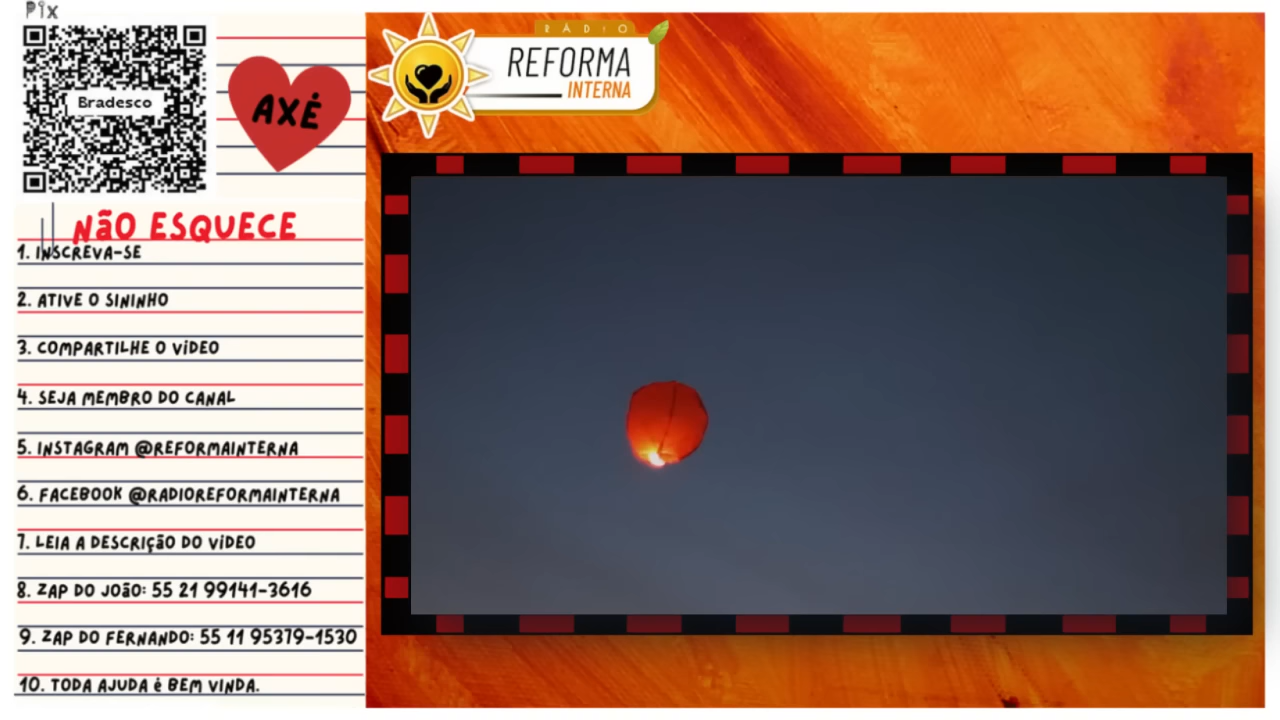 Pix
Bradesco
AXÉ
NÃO ESQUECE
1. INSCREVA-SE
2. ATIVE O SININHO
3. COMPARTILHE O VÍDEO
4. SEJA MEMBRO DO CANAL
5. INSTAGRAM @REFORMAINTERNA
6. FACEBOOK @RADIOREFORMAINTERNA
7. LEIA A DESCRIÇÃO DO VÍDEO
8. ZAP DO JOÃO: 55 21 99141-3616
9. ZAP DO FERNANDO: 55 11 95379-1530
10. TODA AJUDA É BEM VINDA.
RÁDIO
REFORMA
INTERNA